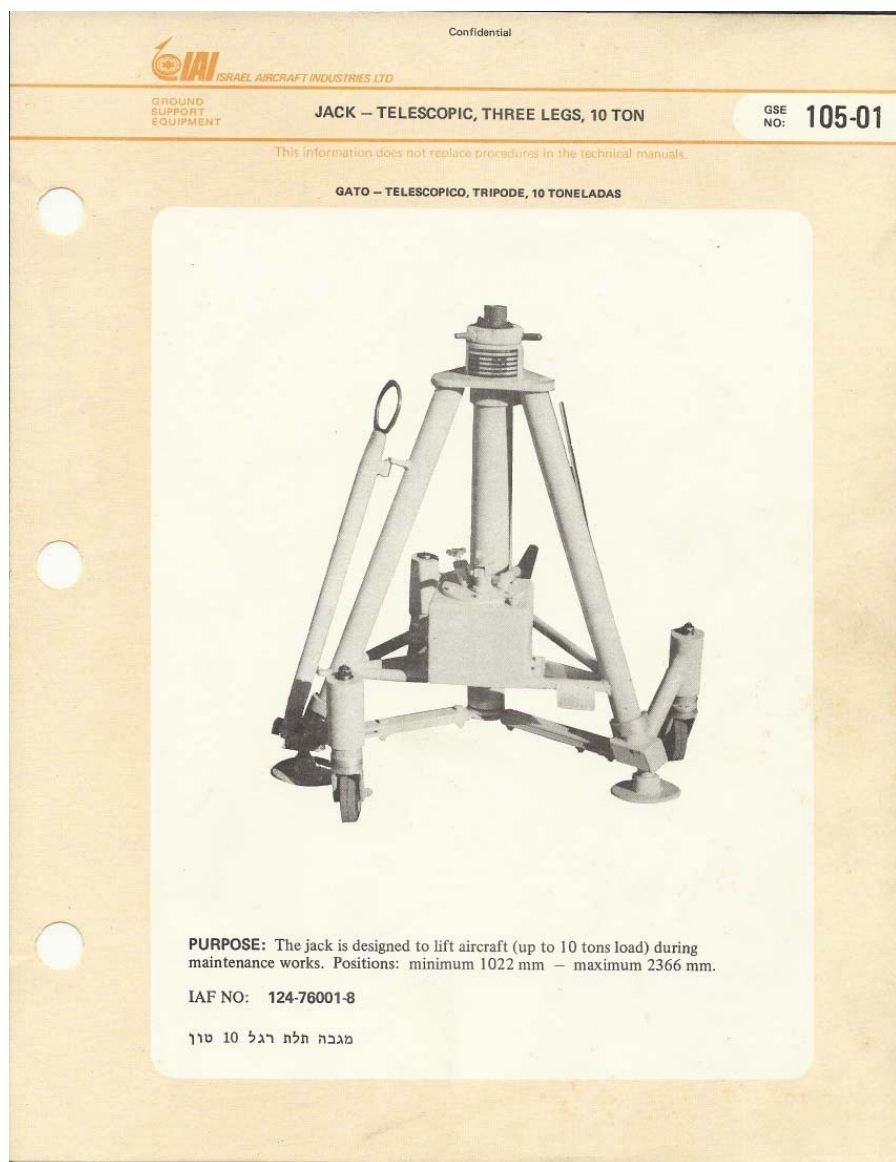 Confidential
IAI ISRAEL AIRCRAFT INDUSTRIES LTD
GROUND
SUPPORT
EQUIPMENT
JACK – TELESCOPIC, THREE LEGS, 10 TON
GSE
NO:
105-01
This information does not replace procedures in the technical manuals.
GATO – TELESCOPICO, TRIPODE, 10 TONELADAS
PURPOSE: The jack is designed to lift aircraft (up to 10 tons load) during
maintenance works. Positions: minimum 1022 mm – maximum 2366 mm.
IAF NO: 124-76001-8
מגבה תלת רגל 10 טון